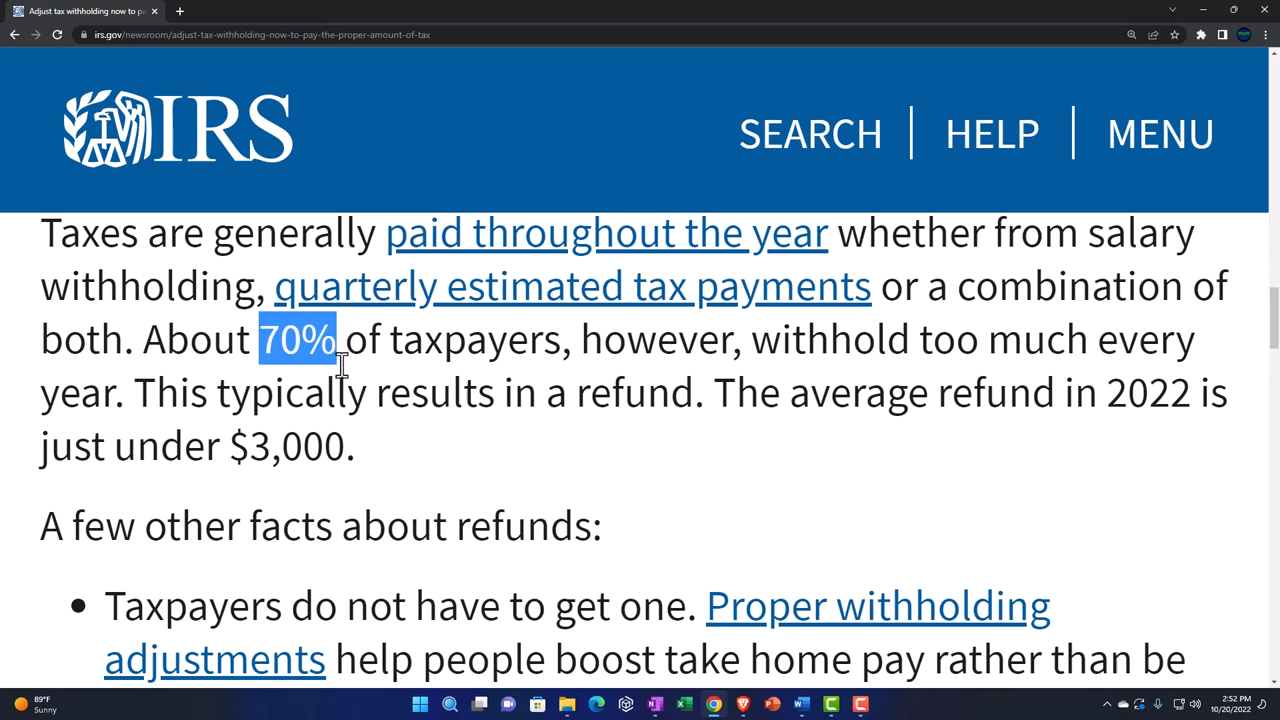 Adjust tax withholding now to pa
irs.gov/newsroom/adjust-tax-withholding-now-to-pay-the-proper-amount-of-tax
IRS
SEARCH
HELP
MENU
Taxes are generally paid throughout the year whether from salary
withholding, quarterly estimated tax payments or a combination of
both. About 70% of taxpayers, however, withhold too much every
year. This typically results in a refund. The average refund in 2022 is
just under $3,000.
A few other facts about refunds:
• Taxpayers do not have to get one. Proper withholding
adjustments help people boost take home pay rather than be
89°F
Sunny
2:52 PM
10/20/2022